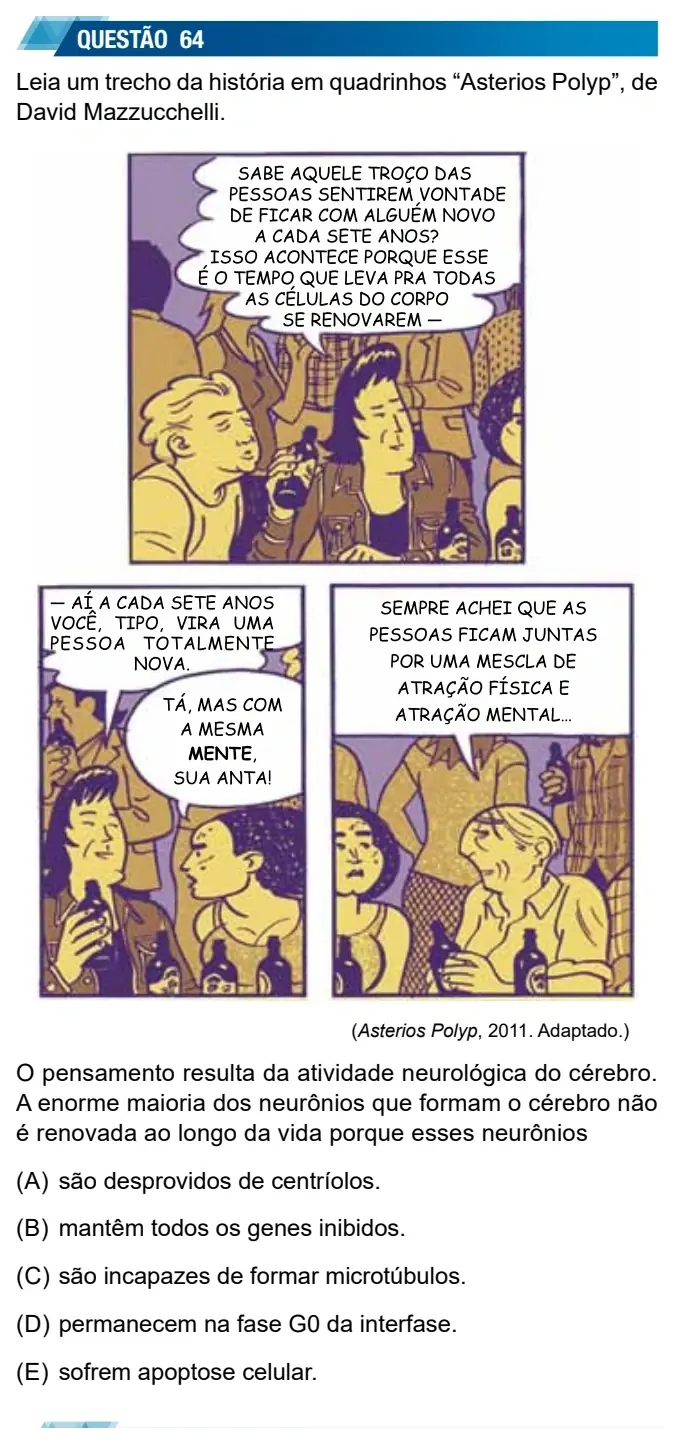 QUESTÃO 64
Leia um trecho da história em quadrinhos “Asterios Polyp”, de
David Mazzucchelli.
SABE AQUELE TROÇO DAS
PESSOAS SENTIREM VONTADE
DE FICAR COM ALGUÉM NOVO
A CADA SETE ANOS?
ISSO ACONTECE PORQUE ESSE
É O TEMPO QUE LEVA PRA TODAS
AS CÉLULAS DO CORPO
SE RENOVAREM —
— AÍ A CADA SETE ANOS
VOCÊ, TIPO, VIRA UMA
PESSOA TOTALMENTE
NOVA.
TÁ, MAS COM
A MESMA
MENTE,
SUA ANTA!
SEMPRE ACHEI QUE AS
PESSOAS FICAM JUNTAS
POR UMA MESCLA DE
ATRAÇÃO FÍSICA E
ATRAÇÃO MENTAL...
(Asterios Polyp, 2011. Adaptado.)
O pensamento resulta da atividade neurológica do cérebro.
A enorme maioria dos neurônios que formam o cérebro não
é renovada ao longo da vida porque esses neurônios
(A) são desprovidos de centríolos.
(B) mantêm todos os genes inibidos.
(C) são incapazes de formar microtúbulos.
(D) permanecem na fase G0 da interfase.
(E) sofrem apoptose celular.